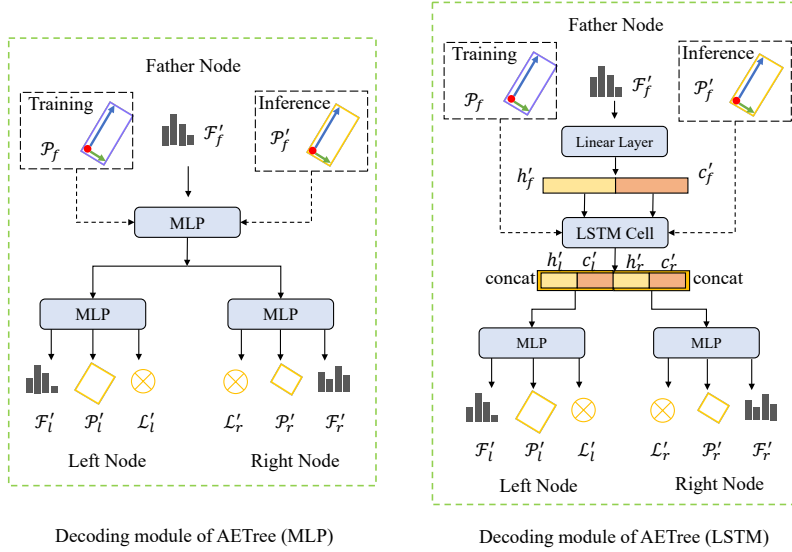 Father Node
Training
𝒫_f
ℱ′_f
Inference
𝒫′_f
MLP
MLP
MLP
ℱ′_l 𝒫′_l ℒ′_l
ℒ′_r 𝒫′_r ℱ′_r
Left Node
Right Node
Decoding module of AETree (MLP)
Father Node
Training
𝒫_f
ℱ′_f
Inference
𝒫′_f
Linear Layer
h′_f
c′_f
LSTM Cell
h′_l c′_l h′_r c′_r
concat
concat
MLP
MLP
ℱ′_l 𝒫′_l ℒ′_l
ℒ′_r 𝒫′_r ℱ′_r
Left Node
Right Node
Decoding module of AETree (LSTM)